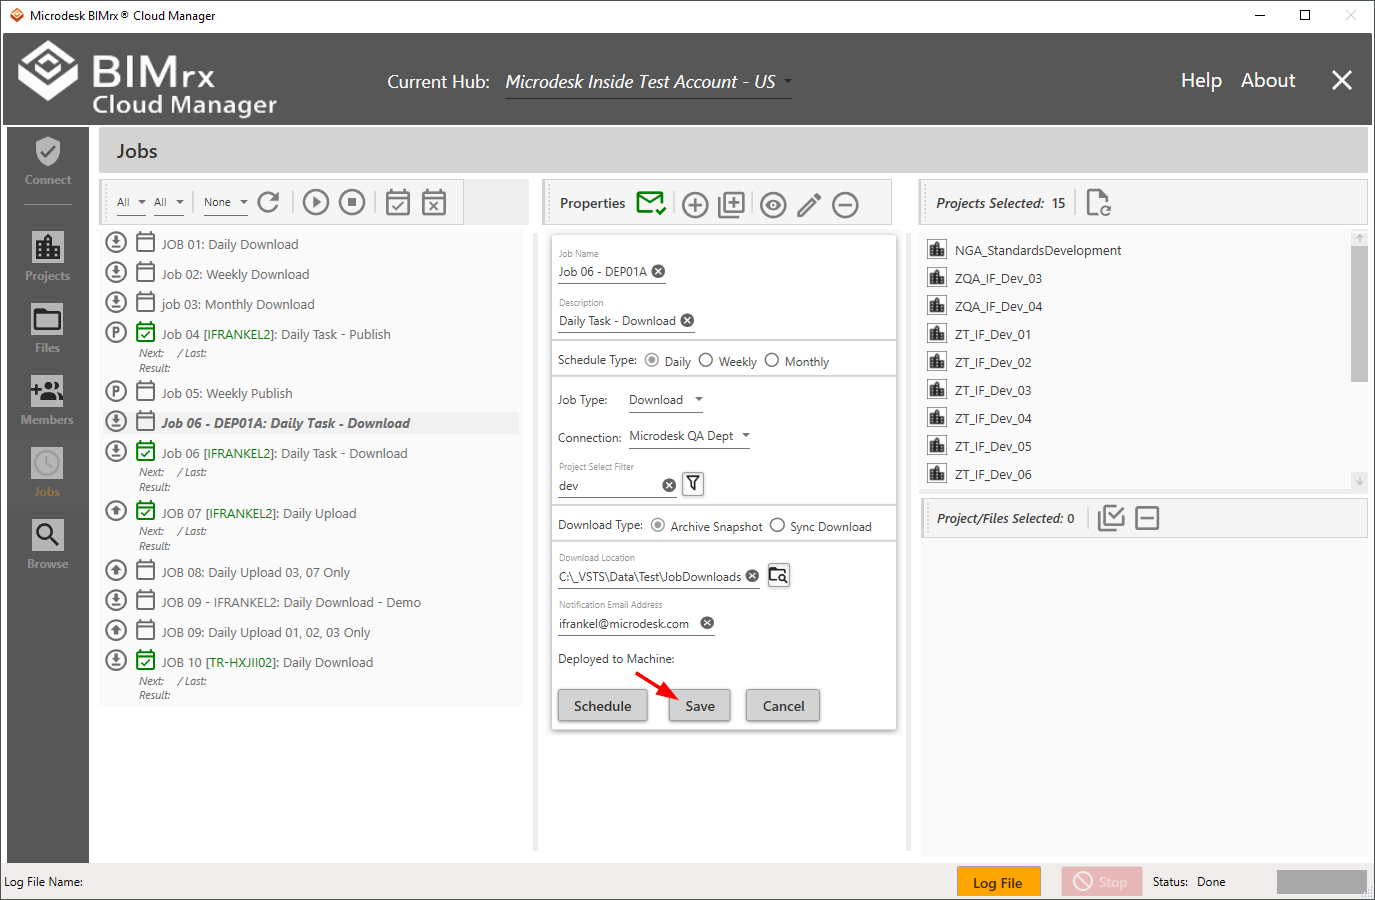 Microdesk BIMrx® Cloud Manager
BIMrx
Cloud Manager
Current Hub: Microdesk Inside Test Account - US
Help About
Connect
Projects
Files
Members
Jobs
Browse
Jobs
All All None
JOB 01: Daily Download
Job 02: Weekly Download
job 03: Monthly Download
P Job 04 [IFRANKEL2]: Daily Task - Publish
Next: / Last:
Result:
P Job 05: Weekly Publish
Job 06 - DEP01A: Daily Task - Download
Job 06 [IFRANKEL2]: Daily Task - Download
Next: / Last:
Result:
JOB 07 [IFRANKEL2]: Daily Upload
Next: / Last:
Result:
JOB 08: Daily Upload 03, 07 Only
JOB 09 - IFRANKEL2: Daily Download - Demo
JOB 09: Daily Upload 01, 02, 03 Only
JOB 10 [TR-HXJII02]: Daily Download
Next: / Last:
Result:
Properties
Job Name
Job 06 - DEP01A
Description
Daily Task - Download
Schedule Type: Daily Weekly Monthly
Job Type: Download
Connection: Microdesk QA Dept
Project Select Filter
dev
Download Type: Archive Snapshot Sync Download
Download Location
C:\_VSTS\Data\Test\JobDownloads
Notification Email Address
ifrankel@microdesk.com
Deployed to Machine:
Schedule Save Cancel
Projects Selected: 15
NGA_StandardsDevelopment
ZQA_IF_Dev_03
ZQA_IF_Dev_04
ZT_IF_Dev_01
ZT_IF_Dev_02
ZT_IF_Dev_03
ZT_IF_Dev_04
ZT_IF_Dev_05
ZT_IF_Dev_06
Project/Files Selected: 0
Log File Name:
Log File
Stop
Status: Done